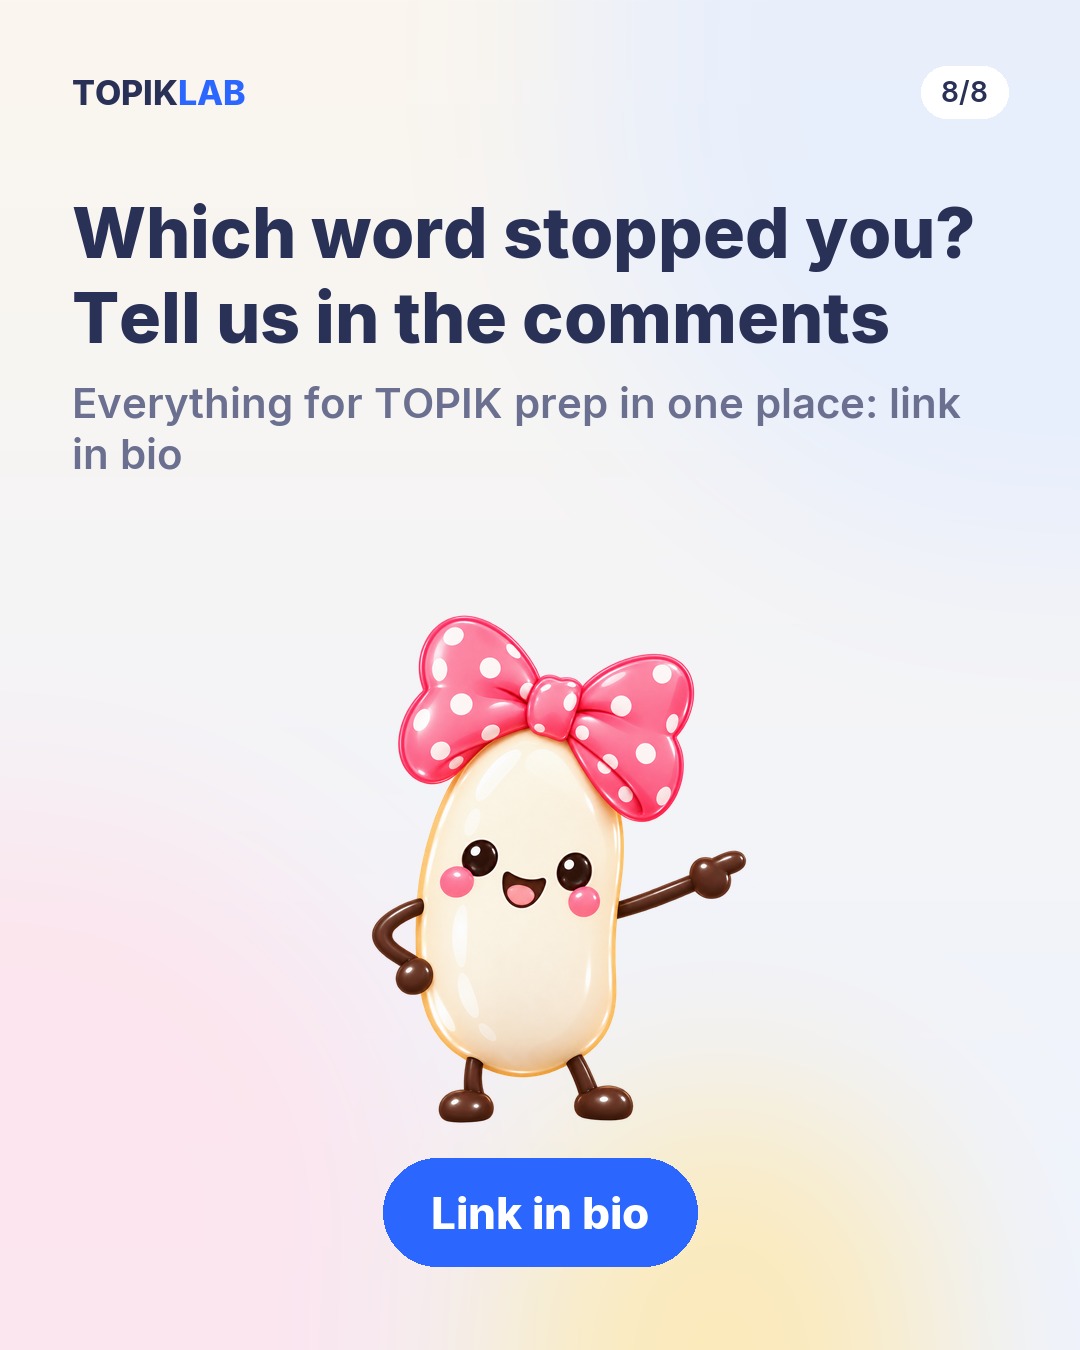 TOPIKLAB
8/8
Which word stopped you?
Tell us in the comments
Everything for TOPIK prep in one place: link
in bio
Link in bio